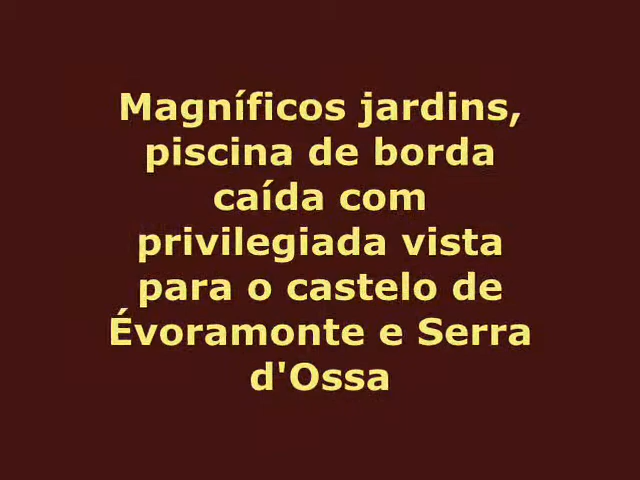 Magníficos jardins,
piscina de borda
caída com
privilegiada vista
para o castelo de
Évoramonte e Serra
d'Ossa